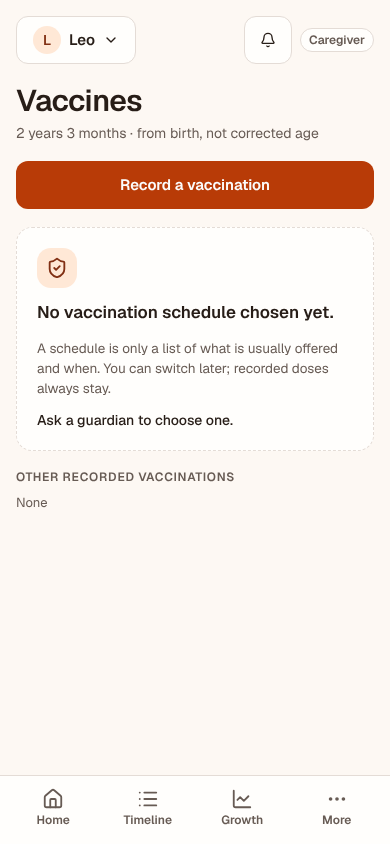 L Leo
Caregiver
Vaccines
2 years 3 months · from birth, not corrected age
Record a vaccination
No vaccination schedule chosen yet.
A schedule is only a list of what is usually offered
and when. You can switch later; recorded doses
always stay.
Ask a guardian to choose one.
OTHER RECORDED VACCINATIONS
None
Home Timeline Growth More